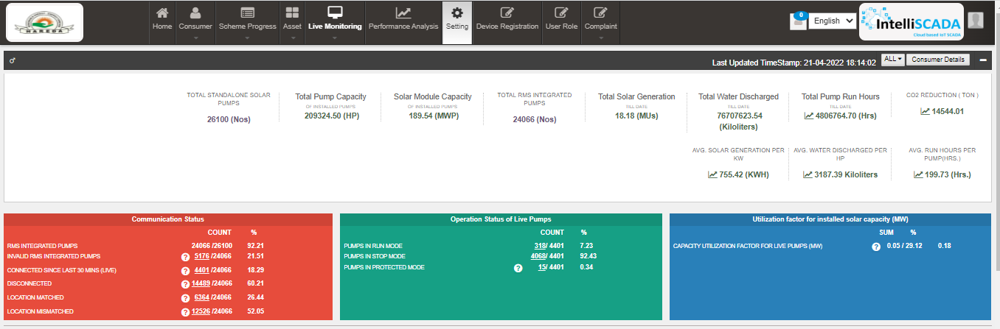 HAREDA
Home
Consumer
Scheme Progress
Asset
Live Monitoring
Performance Analysis
Setting
Device Registration
User Role
Complaint
0
English
IntelliSCADA
Cloud based IoT SCADA
Last Updated TimeStamp: 21-04-2022 18:14:02
ALL
Consumer Details
TOTAL STANDALONE SOLAR
PUMPS
26100 (Nos)
Total Pump Capacity
OF INSTALLED PUMPS
209324.50 (HP)
Solar Module Capacity
OF INSTALLED PUMPS
189.54 (MWP)
TOTAL RMS INTEGRATED
PUMPS
24066 (Nos)
Total Solar Generation
TILL DATE
18.18 (MUs)
Total Water Discharged
TILL DATE
76707623.54
(Kiloliters)
Total Pump Run Hours
TILL DATE
4806764.70 (Hrs)
CO2 REDUCTION ( TON )
14544.01
AVG. SOLAR GENERATION PER
KW
755.42 (KWH)
AVG. WATER DISCHARGED PER
HP
3187.39 Kiloliters
AVG. RUN HOURS PER
PUMP(HRS.)
199.73 (Hrs.)
Communication Status
COUNT %
RMS INTEGRATED PUMPS 24066 /26100 92.21
INVALID RMS INTEGRATED PUMPS ? 5176 /24066 21.51
CONNECTED SINCE LAST 30 MINS (LIVE) ? 4401 /24066 18.29
DISCONNECTED ? 14489 /24066 60.21
LOCATION MATCHED ? 6364 /24066 26.44
LOCATION MISMATCHED ? 12526 /24066 52.05
Operation Status of Live Pumps
COUNT %
PUMPS IN RUN MODE 318/ 4401 7.23
PUMPS IN STOP MODE 4068/ 4401 92.43
PUMPS IN PROTECTED MODE ? 15/ 4401 0.34
Utilization factor for installed solar capacity (MW)
SUM %
CAPACITY UTILIZATION FACTOR FOR LIVE PUMPS (MW) ? 0.05 / 29.12 0.18